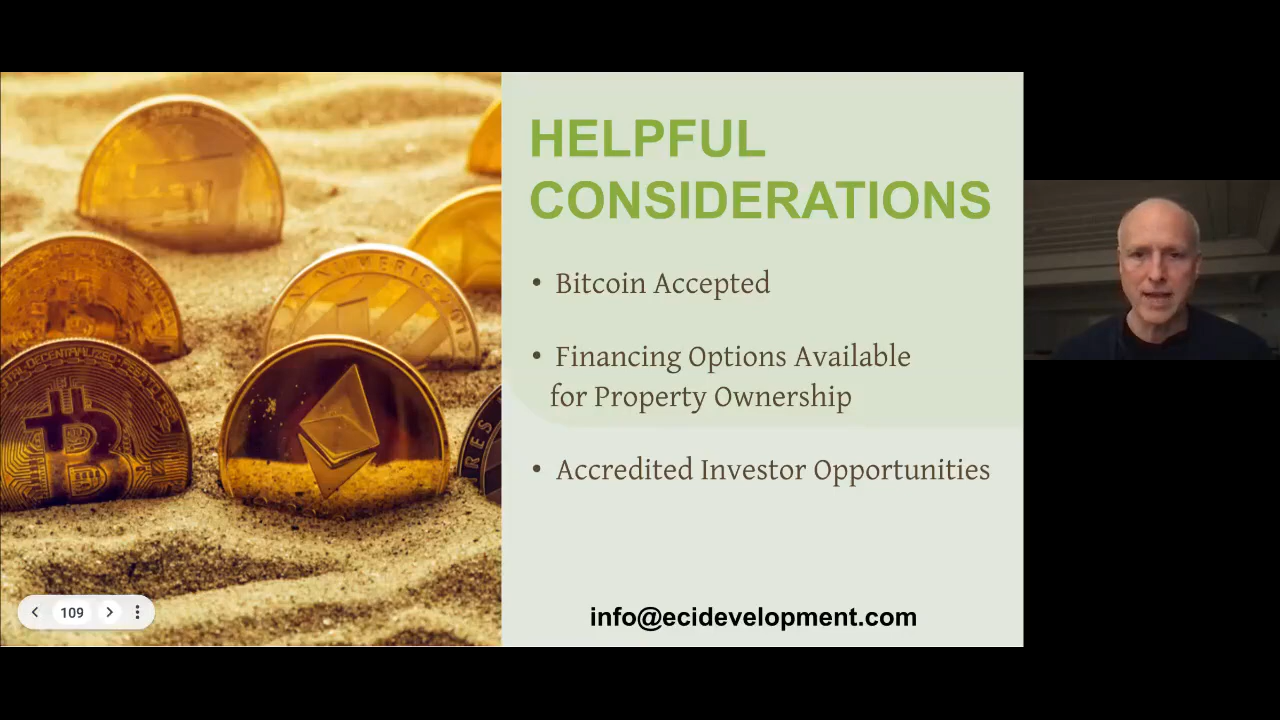 HELPFUL
CONSIDERATIONS
• Bitcoin Accepted
• Financing Options Available
for Property Ownership
• Accredited Investor Opportunities
info@ecidevelopment.com
109